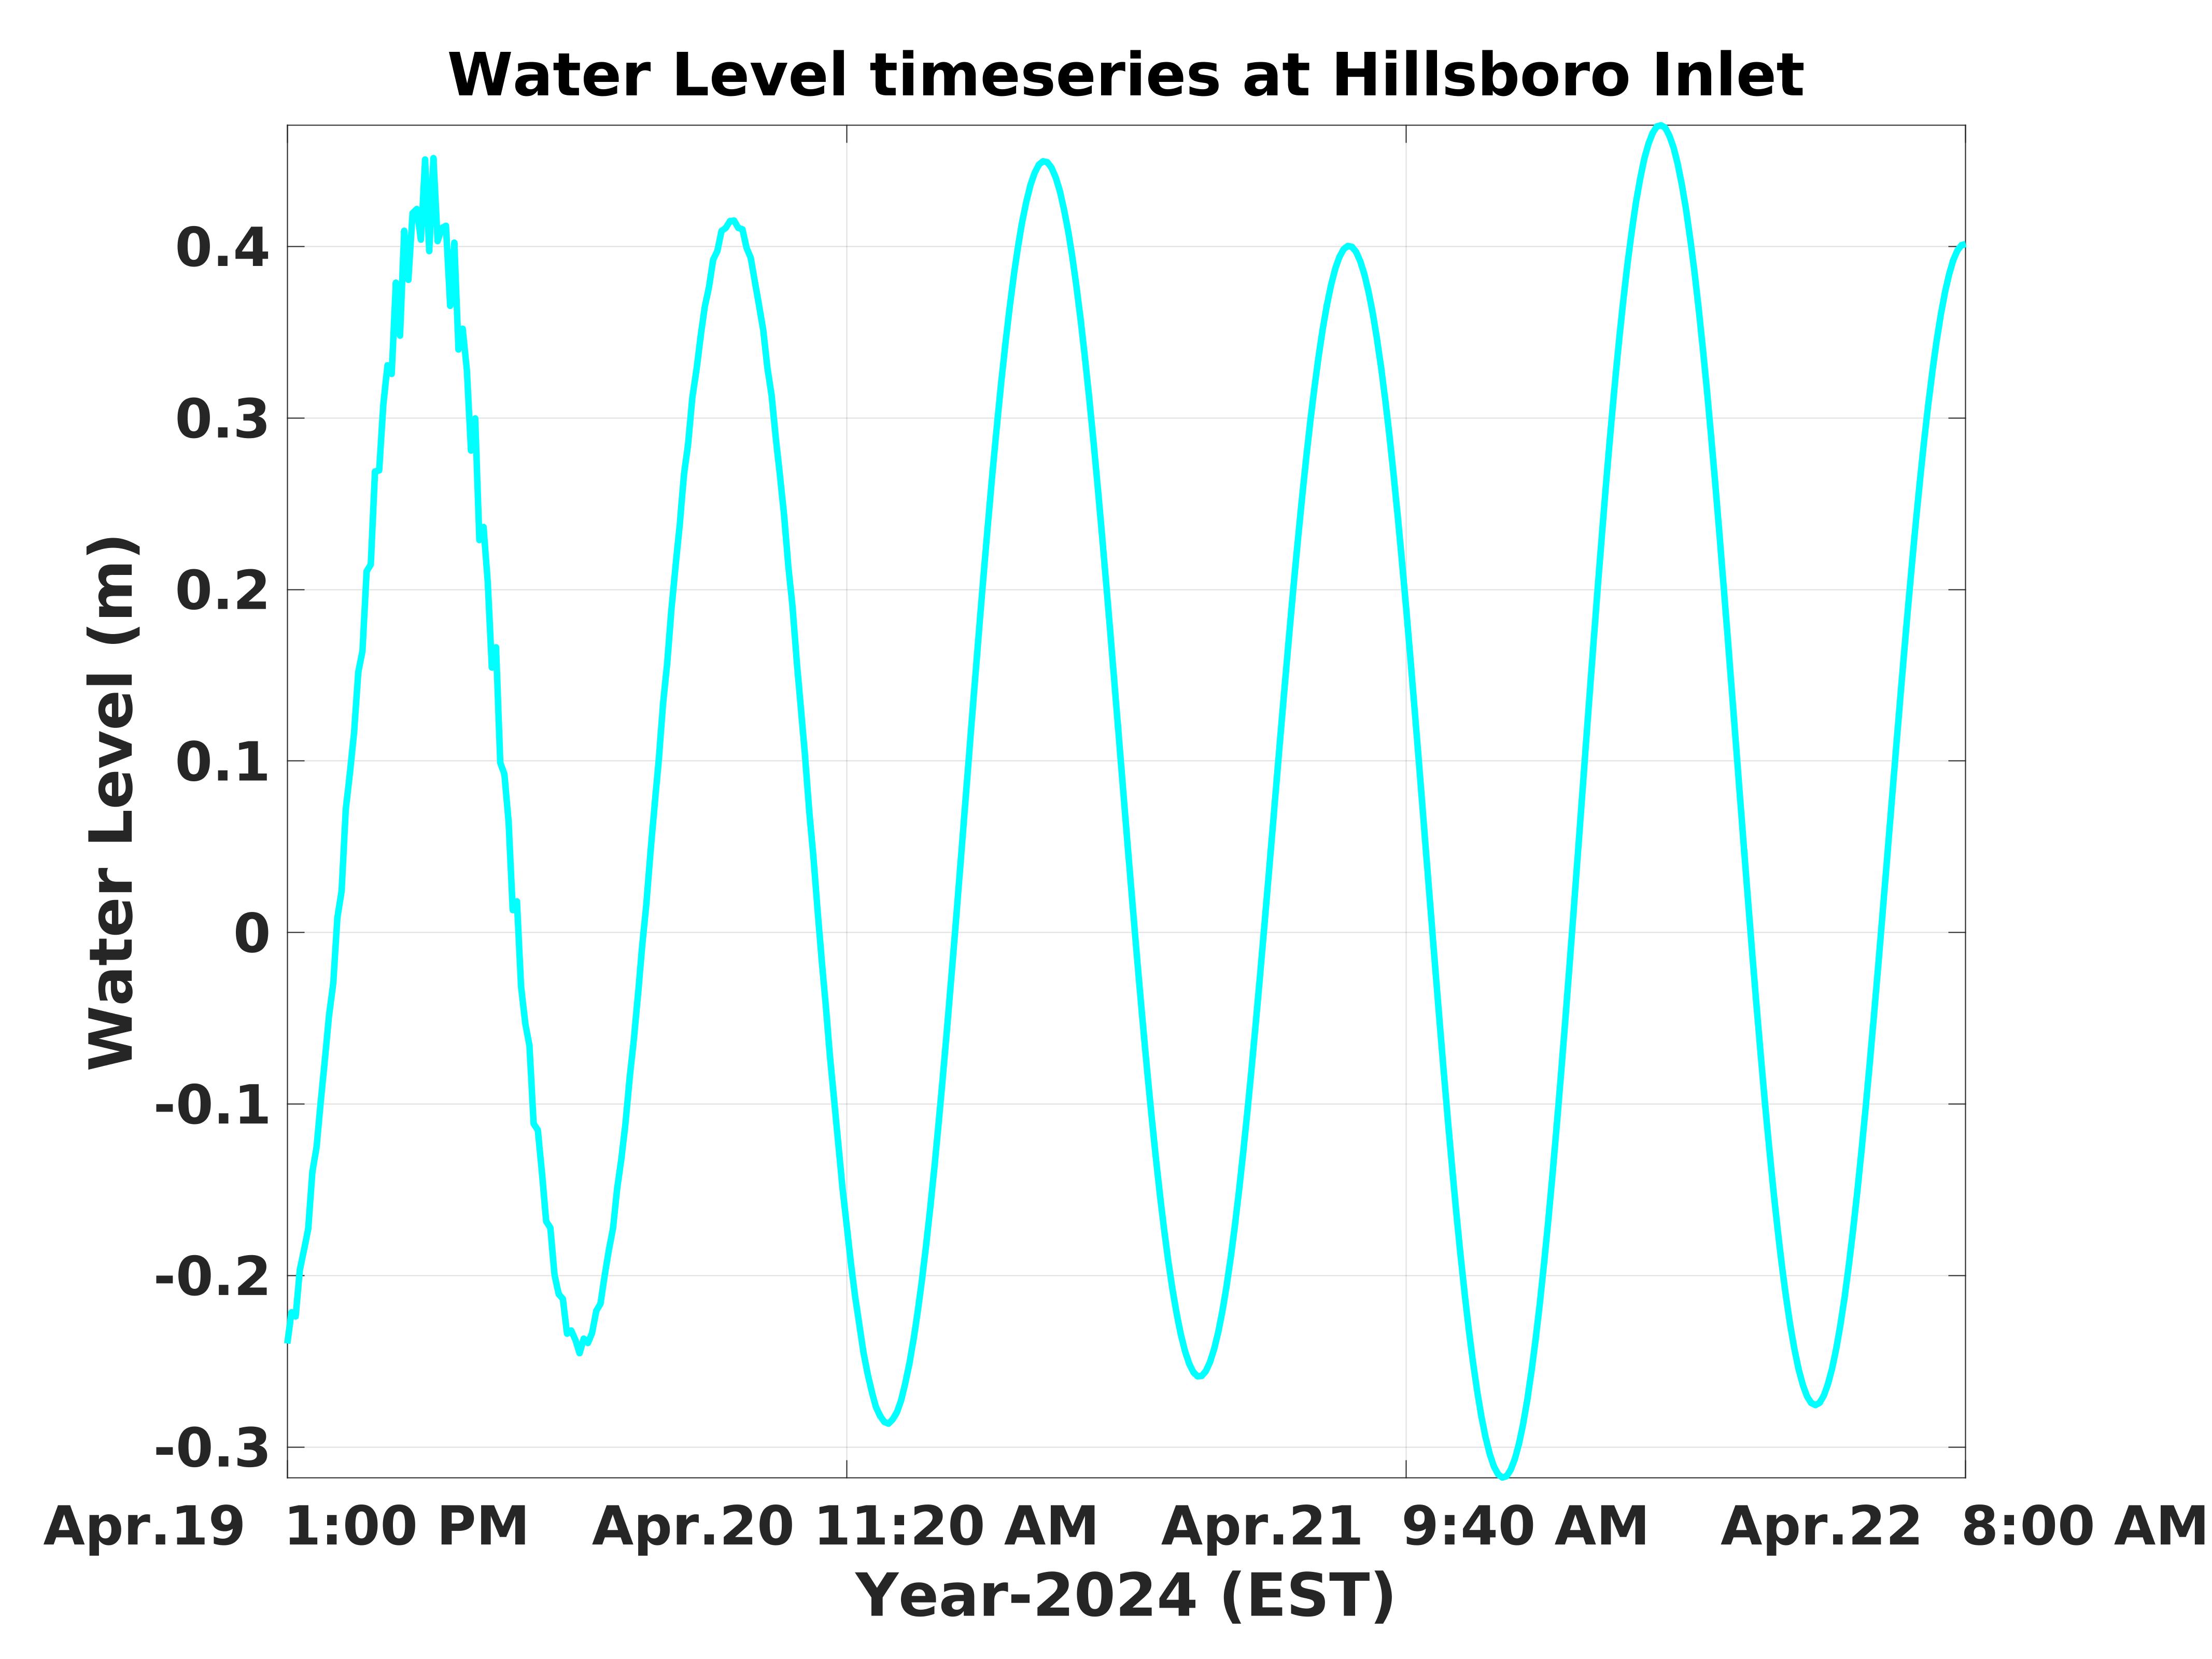 Water Level timeseries at Hillsboro Inlet
Water Level (m)
0.4
0.3
0.2
0.1
0
-0.1
-0.2
-0.3
Apr.19 1:00 PM
Apr.20 11:20 AM
Apr.21 9:40 AM
Apr.22 8:00 AM
Year-2024 (EST)